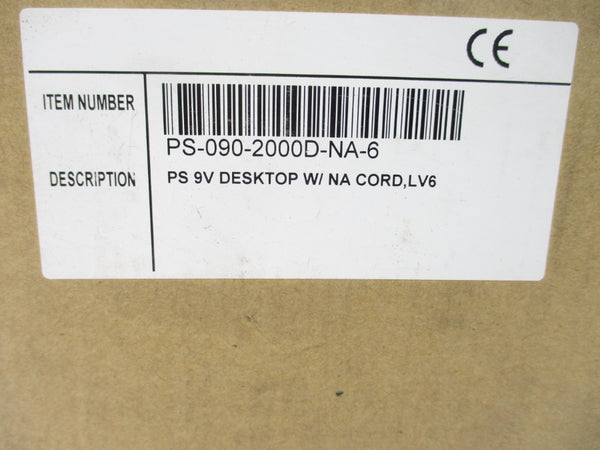 CE
ITEM NUMBER
PS-090-2000D-NA-6
DESCRIPTION PS 9V DESKTOP W/ NA CORD,LV6